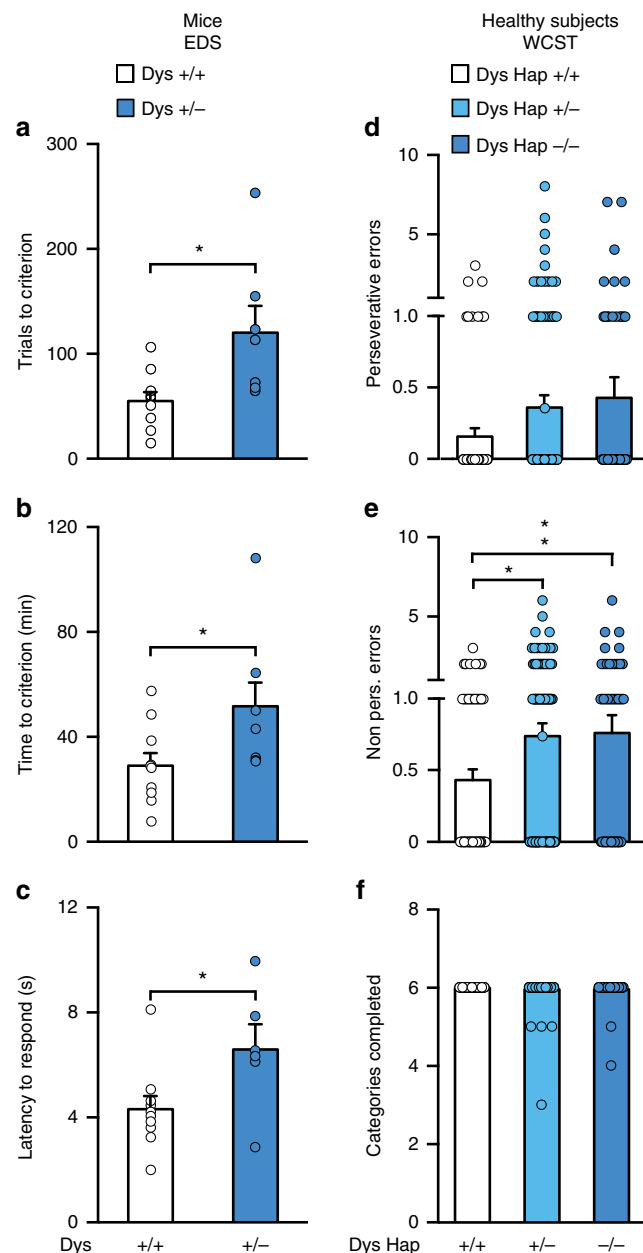 Mice
EDS
Dys +/+
Dys +/–
Healthy subjects
WCST
Dys Hap +/+
Dys Hap +/–
Dys Hap –/–
a
300
200
100
0
Trials to criterion
*
b
120
80
40
0
Time to criterion (min)
*
c
12
8
4
0
Latency to respond (s)
*
Dys +/+ +/–
d
10
5
1.0
0.5
0
Perseverative errors
e
10
5
1.0
0.5
0
Non pers. errors
*
*
*
f
8
6
4
2
0
Categories completed
Dys Hap +/+ +/– –/–